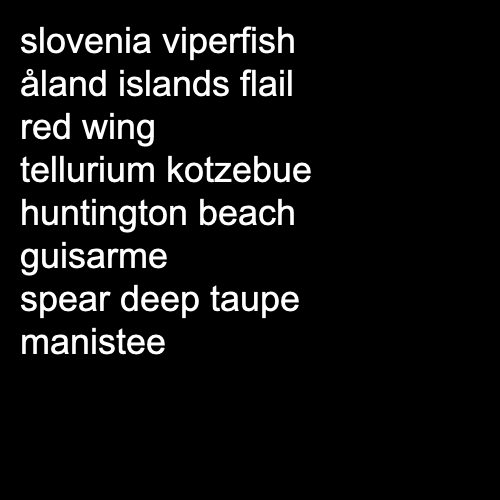 slovenia viperfish
åland islands flail
red wing
tellurium kotzebue
huntington beach
guisarme
spear deep taupe
manistee